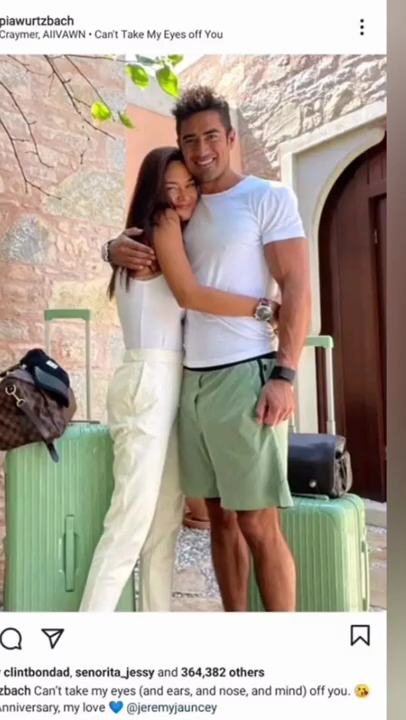 piawurtzbach
Craymer, AIIVAWN • Can't Take My Eyes off You
clintbondad, senorita_jessy and 364,382 others
zbach Can't take my eyes (and ears, and nose, and mind) off you. 😘
Anniversary, my love 💙 @jeremyjauncey